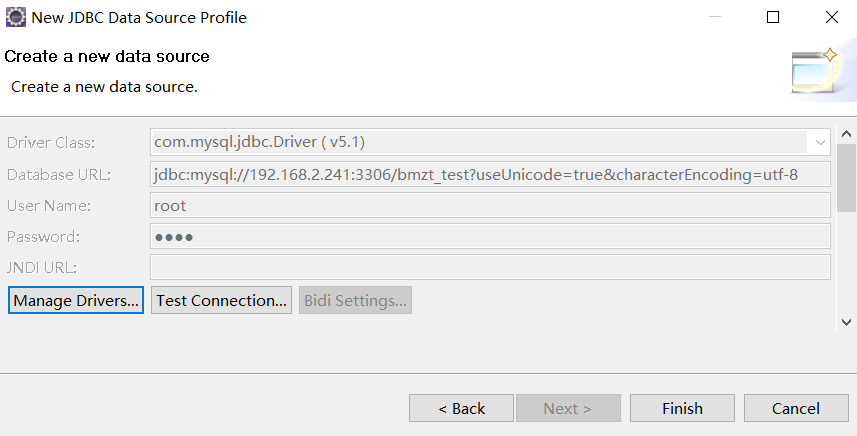 New JDBC Data Source Profile
Create a new data source
Create a new data source.
Driver Class: com.mysql.jdbc.Driver ( v5.1)
Database URL: jdbc:mysql://192.168.2.241:3306/bmzt_test?useUnicode=true&characterEncoding=utf-8
User Name: root
Password: ●●●●
JNDI URL:
Manage Drivers... Test Connection... Bidi Settings...
< Back Next > Finish Cancel